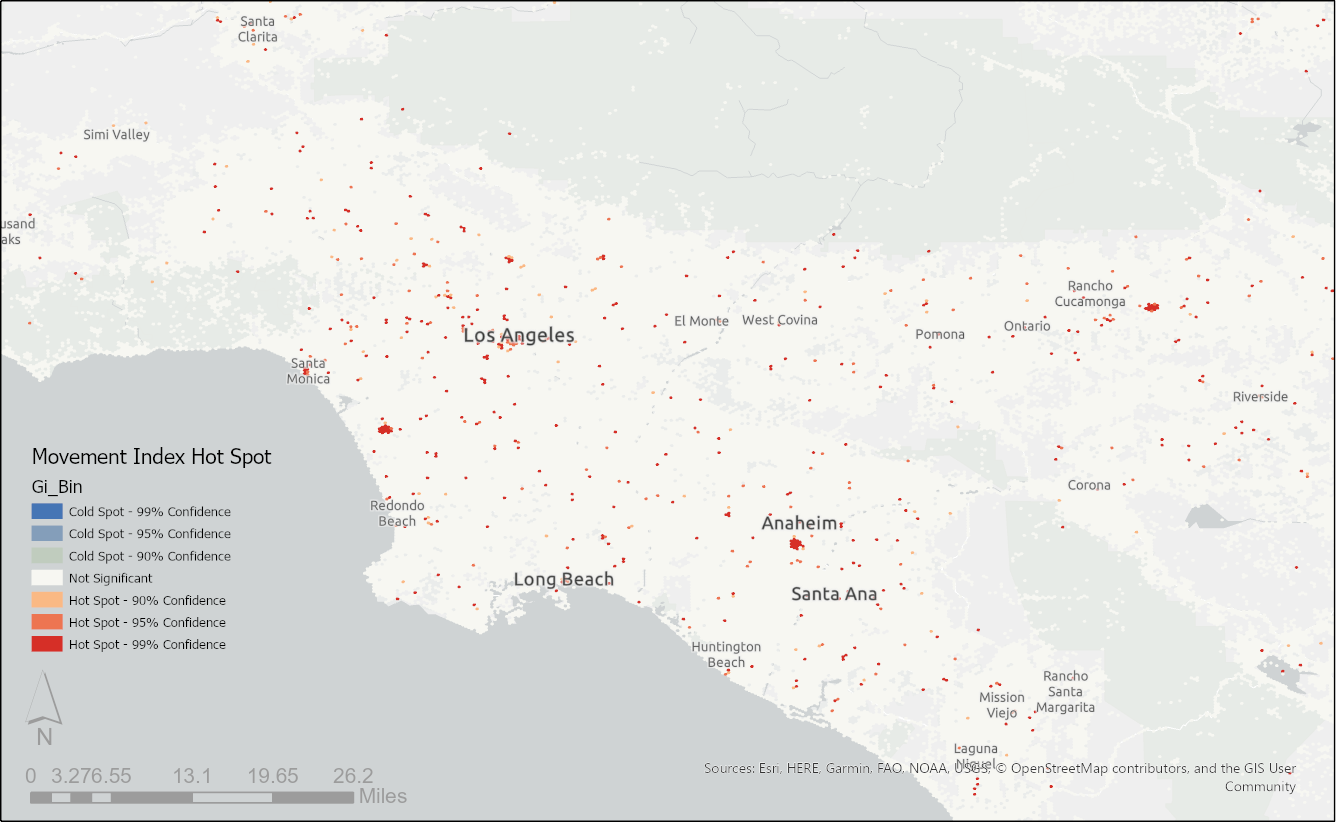 Santa
Clarita
Simi Valley
usand
aks
Rancho
Cucamonga
Los Angeles
El Monte
West Covina
Pomona
Ontario
Santa
Monica
Riverside
Movement Index Hot Spot
Gi_Bin
Cold Spot - 99% Confidence
Cold Spot - 95% Confidence
Cold Spot - 90% Confidence
Not Significant
Hot Spot - 90% Confidence
Hot Spot - 95% Confidence
Hot Spot - 99% Confidence
Corona
Redondo
Beach
Anaheim
Long Beach
Santa Ana
Huntington
Beach
Rancho
Santa
Margarita
Mission
Viejo
Laguna
Niguel
N
0 3.276.55 13.1 19.65 26.2
Miles
Sources: Esri, HERE, Garmin, FAO, NOAA, USGS, © OpenStreetMap contributors, and the GIS User
Community